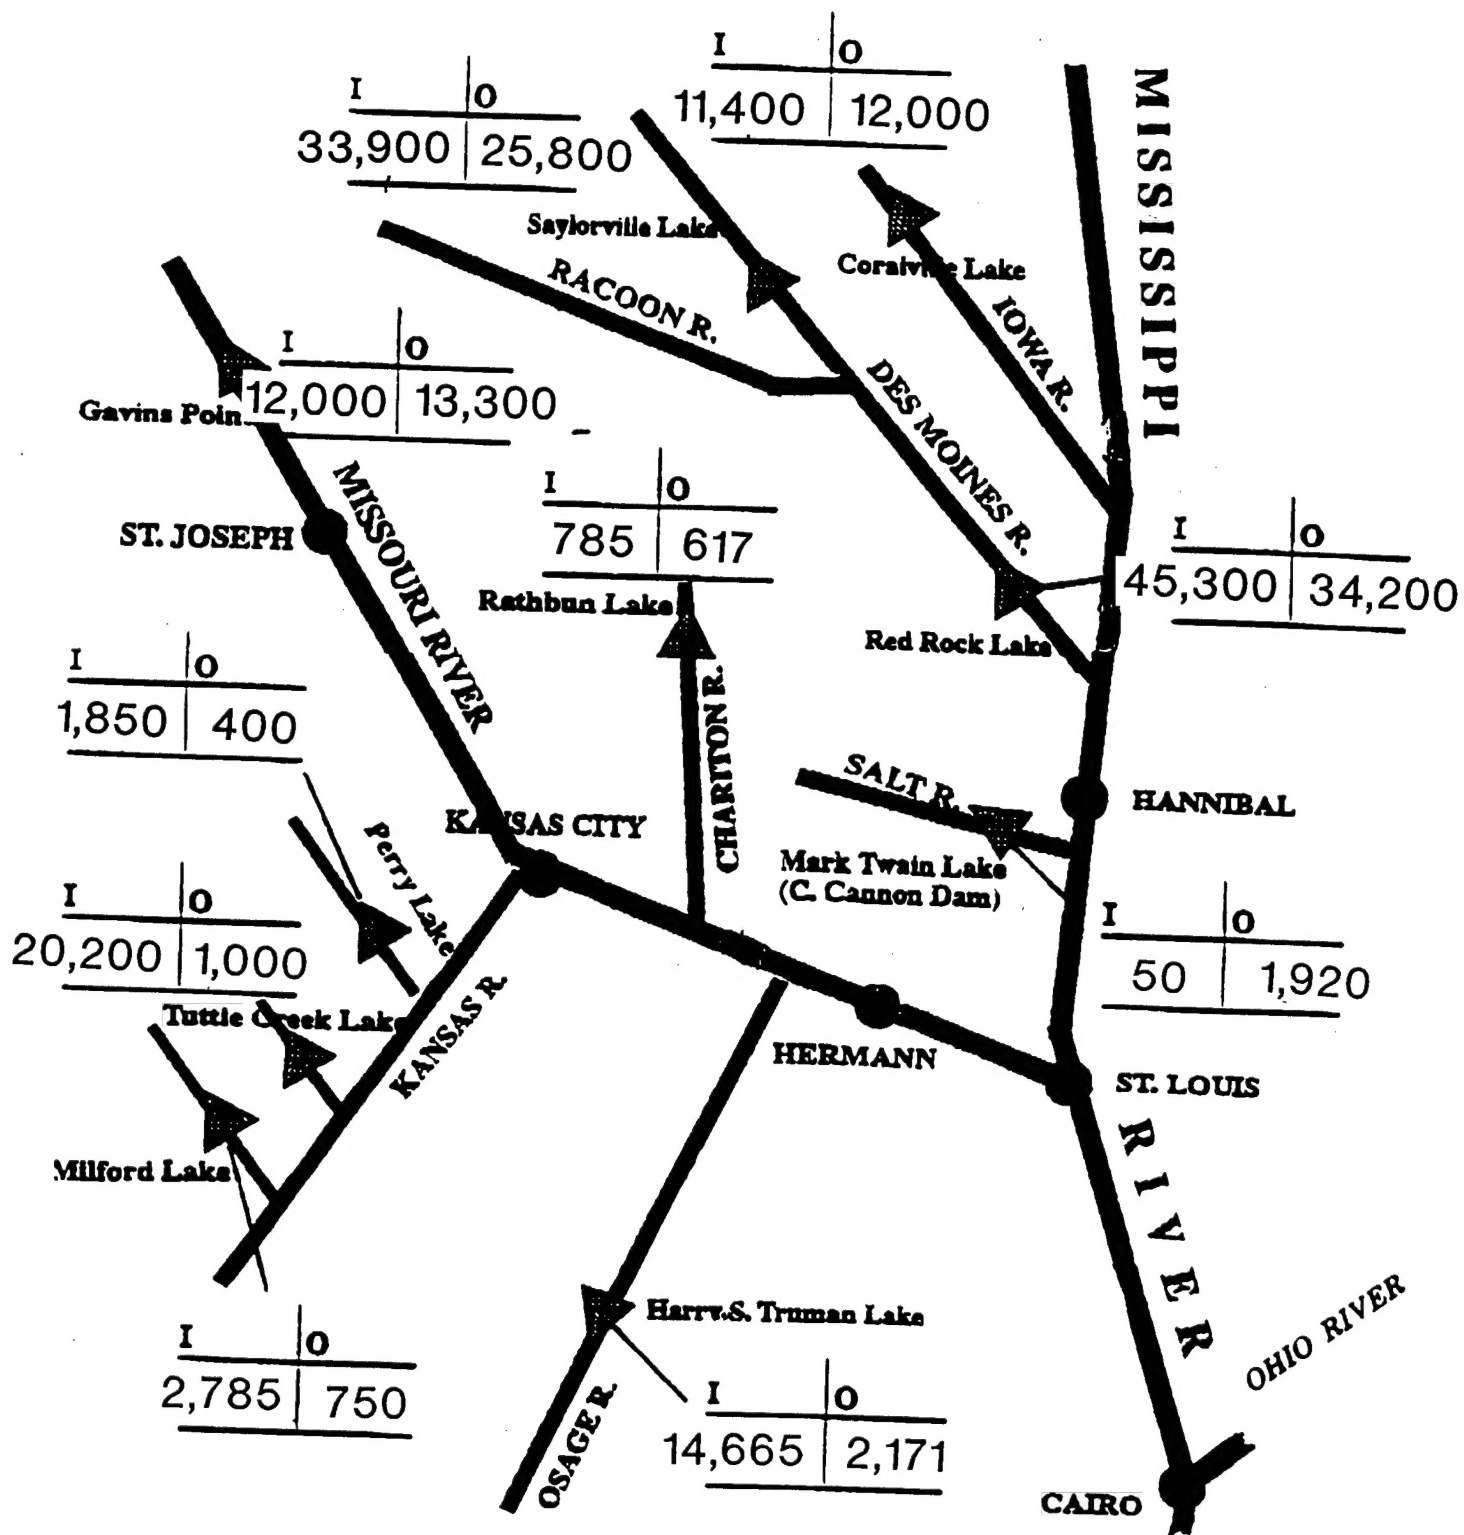 I O
11,400 12,000
I O
33,900 25,800
MISSISSIPPI
Saylorville Lake
Coralville Lake
RACOON R.
IOWA R.
I O
12,000 13,300
Gavins Poin
DES MOINES R.
MISSOURI RIVER
I O
785 617
ST. JOSEPH
I O
45,300 34,200
Rathbun Lake
Red Rock Lake
I O
1,850 400
CHARITON R.
SALT R.
HANNIBAL
KANSAS CITY
Perry Lake
Mark Twain Lake
(C. Cannon Dam)
I O
20,200 1,000
I O
50 1,920
Tuttle Creek Lake
KANSAS R.
HERMANN
ST. LOUIS
RIVER
Milford Lake
Harry S. Truman Lake
OHIO RIVER
I O
2,785 750
I O
14,665 2,171
OSAGE R.
CAIRO